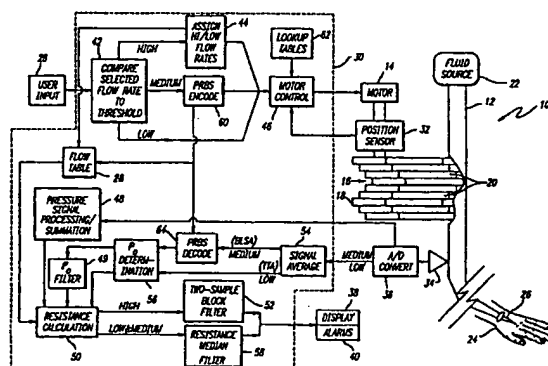 44
ASSIGN
HI/LOW
FLOW
RATES
62
LOOKUP
TABLES
30
42
HIGH
28
USER
INPUT
COMPARE
SELECTED
FLOW RATE
TO
THRESHOLD
MEDIUM
PRBS
ENCODE
60
LOW
MOTOR
CONTROL
46
14
MOTOR
FLUID
SOURCE
22
12
10
POSITION
SENSOR
32
FLOW
TABLE
16
18
20
48
PRESSURE
SIGNAL
PROCESSING/
SUMMATION
64
PRBS
DECODE
(BLSA)
MEDIUM
(TTA)
LOW
54
SIGNAL
AVERAGE
MEDIUM
LOW
A/D
CONVERT
36
34
49
P0
FILTER
P0
DETERMINATION
56
RESISTANCE
CALCULATION
50
HIGH
TWO-SAMPLE
BLOCK
FILTER
52
LOW&MEDIUM
RESISTANCE
MEDIAN
FILTER
58
38
DISPLAY
ALARMS
40
24
26